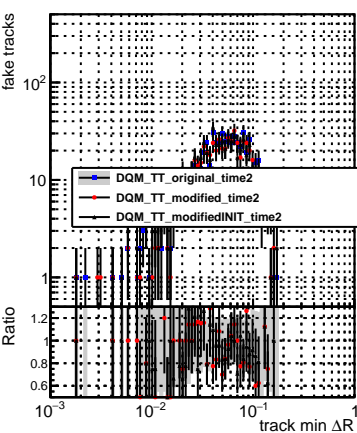 fake tracks
10²
10
1
DQM_TT_original_time2
DQM_TT_modified_time2
DQM_TT_modifiedINIT_time2
Ratio
1.2
1
0.8
0.6
10⁻³
10⁻²
10⁻¹
1
track min ΔR